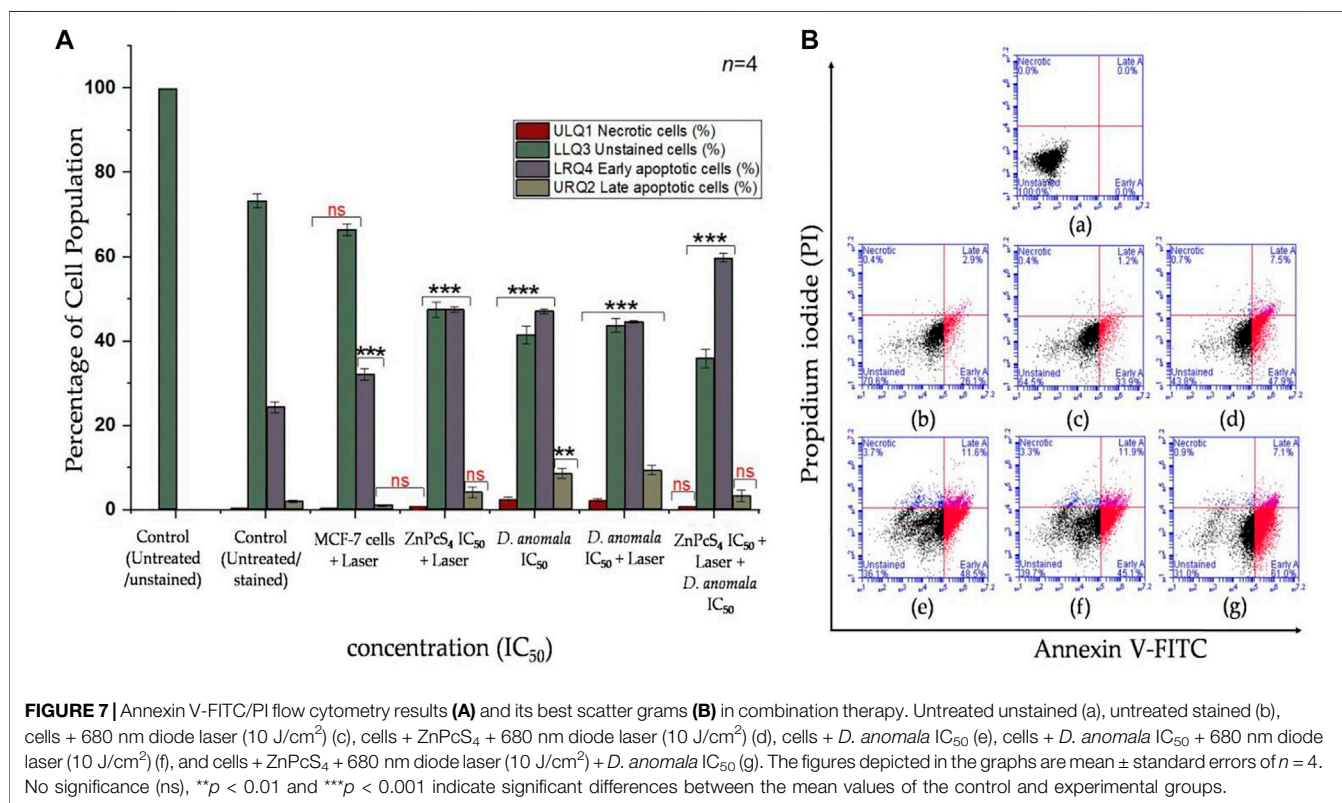 A
n=4
Percentage of Cell Population
100
80
60
40
20
0
ULQ1 Necrotic cells (%)
LLQ3 Unstained cells (%)
LRQ4 Early apoptotic cells (%)
URQ2 Late apoptotic cells (%)
ns
***
ns
***
ns
***
**
***
ns
***
ns
Control
(Untreated
/unstained)
Control
(Untreated/
stained)
MCF-7 cells
+ Laser
ZnPcS4 IC50
+ Laser
D. anomala
IC50
D. anomala
IC50 + Laser
ZnPcS4 IC50 +
Laser +
D. anomala
IC50
concentration (IC50)
B
Propidium iodide (PI)
Necrotic
0.0%
Late A
0.0%
Unstained
100.0%
Early A
0.0%
(a)
Necrotic
0.4%
Late A
2.9%
Unstained
70.6%
Early A
26.1%
(b)
Necrotic
0.4%
Late A
1.2%
Unstained
64.5%
Early A
33.9%
(c)
Necrotic
0.7%
Late A
7.5%
Unstained
43.8%
Early A
47.9%
(d)
Necrotic
3.7%
Late A
11.6%
Unstained
36.1%
Early A
48.5%
(e)
Necrotic
3.3%
Late A
11.9%
Unstained
39.7%
Early A
45.1%
(f)
Necrotic
0.9%
Late A
7.1%
Unstained
31.0%
Early A
61.0%
(g)
Annexin V-FITC
FIGURE 7 | Annexin V-FITC/PI flow cytometry results (A) and its best scatter grams (B) in combination therapy. Untreated unstained (a), untreated stained (b),
cells + 680 nm diode laser (10 J/cm2) (c), cells + ZnPcS4 + 680 nm diode laser (10 J/cm2) (d), cells + D. anomala IC50 (e), cells + D. anomala IC50 + 680 nm diode
laser (10 J/cm2) (f), and cells + ZnPcS4 + 680 nm diode laser (10 J/cm2) + D. anomala IC50 (g). The figures depicted in the graphs are mean ± standard errors of n = 4.
No significance (ns), **p < 0.01 and ***p < 0.001 indicate significant differences between the mean values of the control and experimental groups.